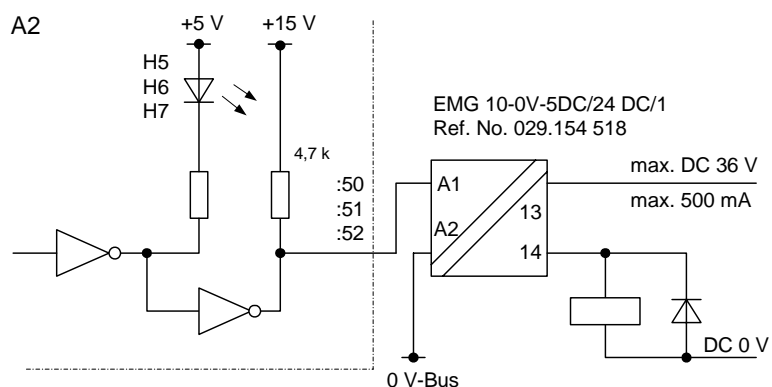 A2
+5 V
+15 V
H5
H6
H7
4,7 k
:50
:51
:52
EMG 10-0V-5DC/24 DC/1
Ref. No. 029.154 518
A1
A2
13
14
max. DC 36 V
max. 500 mA
DC 0 V
0 V-Bus